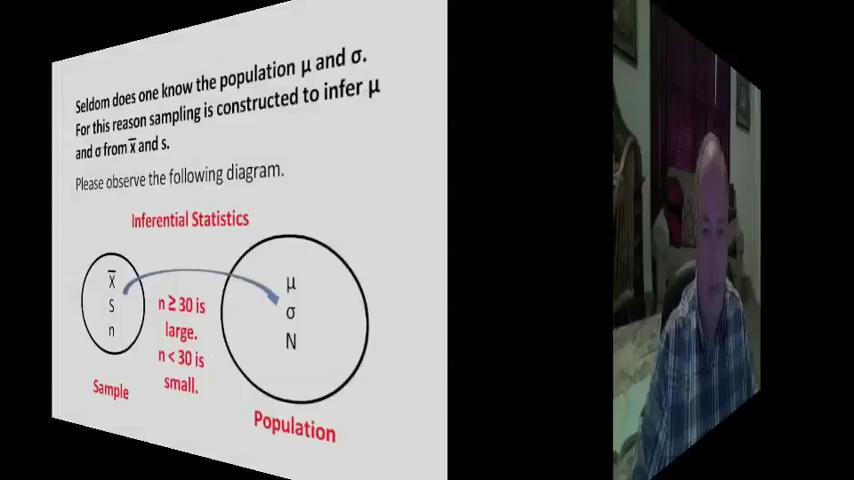 Seldom does one know the population μ and σ.
For this reason sampling is constructed to infer μ
and σ from x̅ and s.
Please observe the following diagram.
Inferential Statistics
x̅
s
n
n ≥ 30 is
large.
n < 30 is
small.
μ
σ
N
Sample
Population